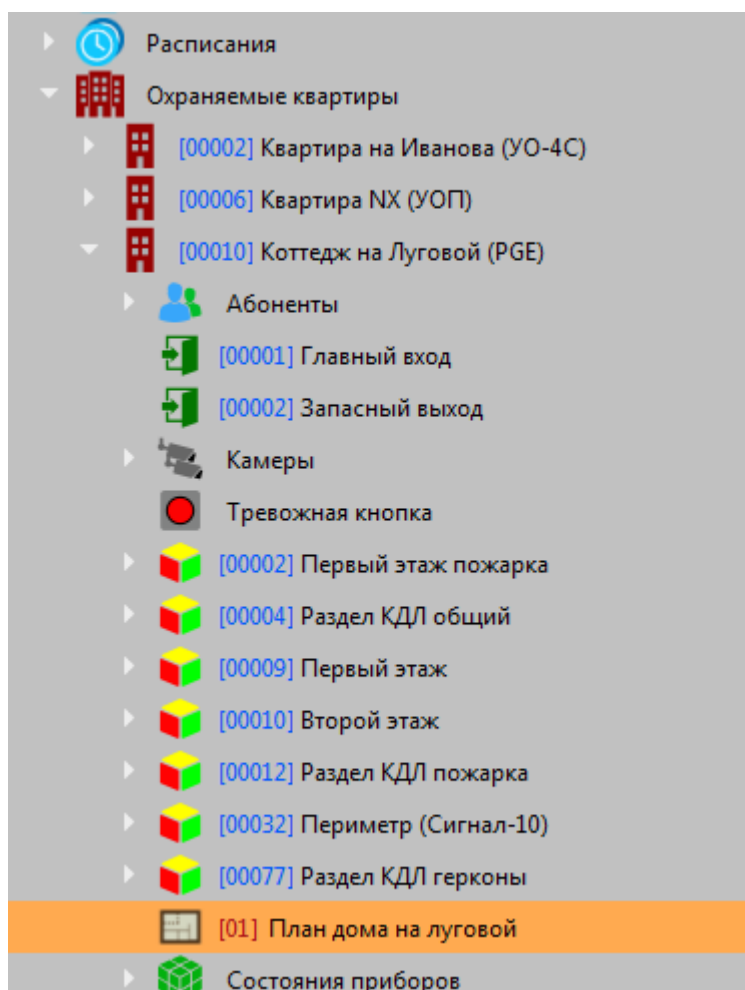 Расписания
Охраняемые квартиры
[00002] Квартира на Иванова (УО-4С)
[00006] Квартира NX (УОП)
[00010] Коттедж на Луговой (PGE)
Абоненты
[00001] Главный вход
[00002] Запасный выход
Камеры
Тревожная кнопка
[00002] Первый этаж пожарка
[00004] Раздел КДЛ общий
[00009] Первый этаж
[00010] Второй этаж
[00012] Раздел КДЛ пожарка
[00032] Периметр (Сигнал-10)
[00077] Раздел КДЛ герконы
[01] План дома на луговой
Состояния приборов